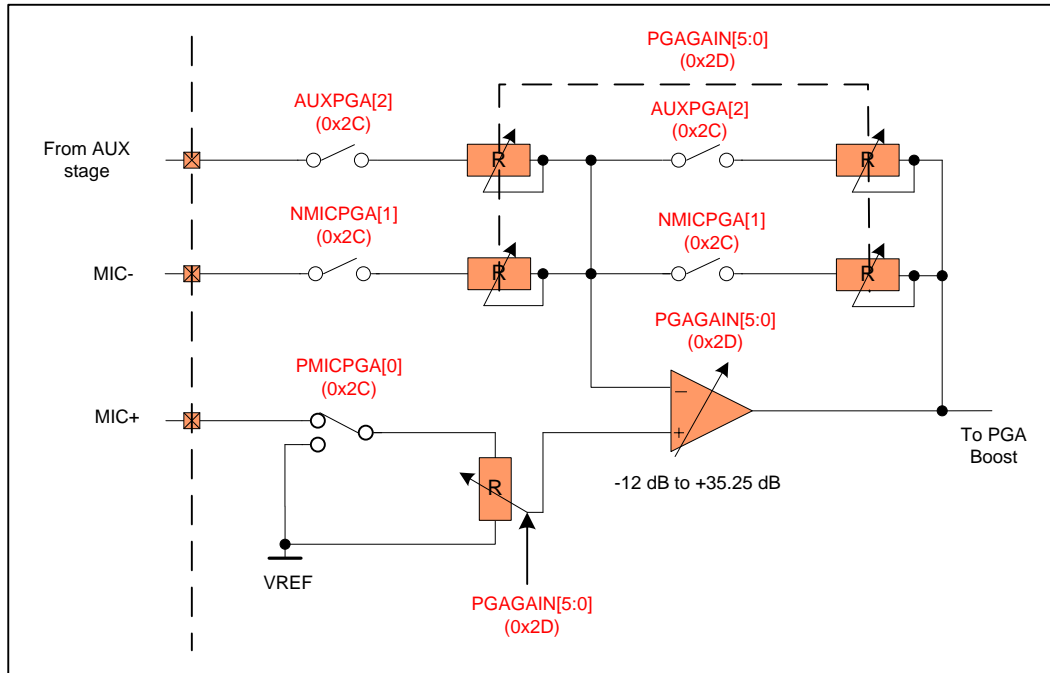 PGAGAIN[5:0]
(0x2D)
AUXPGA[2]
(0x2C)
AUXPGA[2]
(0x2C)
From AUX
stage
R
R
NMICPGA[1]
(0x2C)
NMICPGA[1]
(0x2C)
MIC-
R
R
PGAGAIN[5:0]
(0x2D)
PMICPGA[0]
(0x2C)
MIC+
−
+
To PGA
Boost
R
-12 dB to +35.25 dB
VREF
PGAGAIN[5:0]
(0x2D)